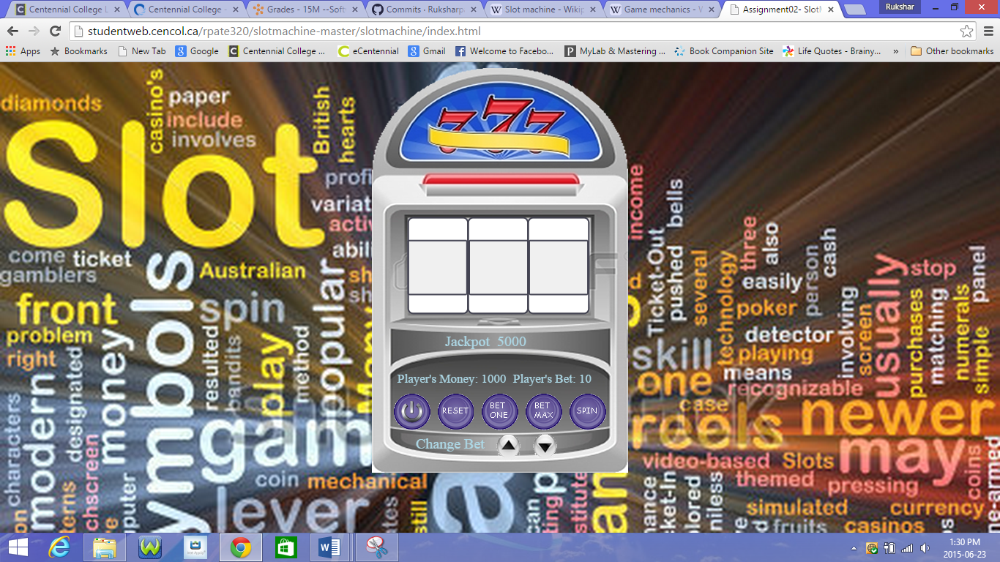 Centennial College L
Centennial College -
Grades - 15M --Soft
Commits · Ruksharp
Slot machine - Wikip
Game mechanics - W
Assignment02- SlotM
Rukshar
studentweb.cencol.ca/rpate320/slotmachine-master/slotmachine/index.html
Apps
Bookmarks
New Tab
Google
Centennial College ...
eCentennial
Gmail
Welcome to Facebo...
MyLab & Mastering ...
Book Companion Site
Life Quotes - Brainy...
»
Other bookmarks
diamonds
casino's
paper
include
involves
British
hearts
Slot
profi
variat
activ
abili
come ticket
gamblers
Australian
front
symbols
spin
popular
problem
right
modern
designated
money
resulted
bandits
play
method
characters
gam
coin mechanical
lever
still
777
Jackpot 5000
Player's Money: 1000 Player's Bet: 10
RESET
BET ONE
BET MAX
SPIN
Change Bet
income
bells
Ticket-Out
pushed
several
technology
three
also
easily
person
cash
poker
usually
stop
panel
detector
involving
screen
purchases
matching
numerals
simple
skill
playing
means
one
recognizable
case
reels
newer
video-based Slots
may
themed
pressing
coins
simulated
currency
fruits
casinos
can
1:30 PM
2015-06-23